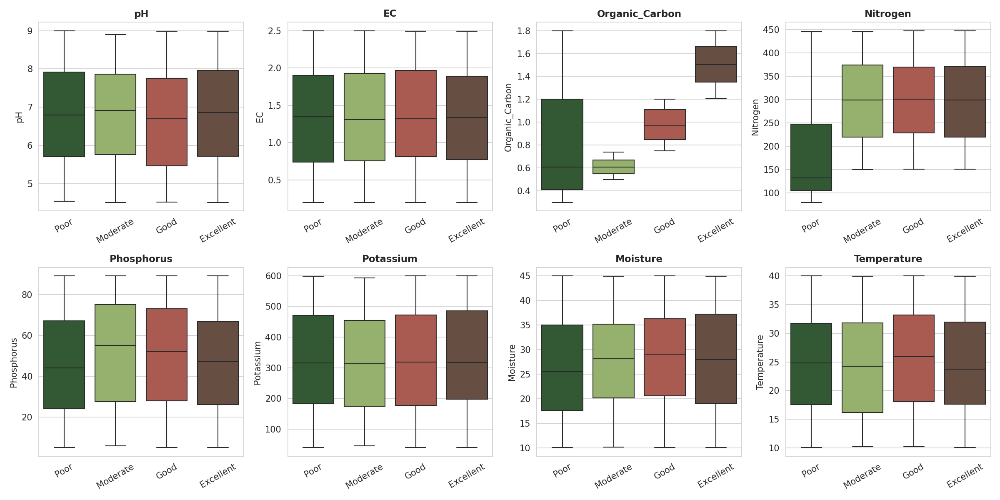 pH
EC
Organic_Carbon
Nitrogen
pH
9
8
7
6
5
Poor
Moderate
Good
Excellent
EC
2.5
2.0
1.5
1.0
0.5
Poor
Moderate
Good
Excellent
Organic_Carbon
1.8
1.6
1.4
1.2
1.0
0.8
0.6
0.4
Poor
Moderate
Good
Excellent
Nitrogen
450
400
350
300
250
200
150
100
Poor
Moderate
Good
Excellent
Phosphorus
Potassium
Moisture
Temperature
Phosphorus
80
60
40
20
Poor
Moderate
Good
Excellent
Potassium
600
500
400
300
200
100
Poor
Moderate
Good
Excellent
Moisture
45
40
35
30
25
20
15
10
Poor
Moderate
Good
Excellent
Temperature
40
35
30
25
20
15
10
Poor
Moderate
Good
Excellent